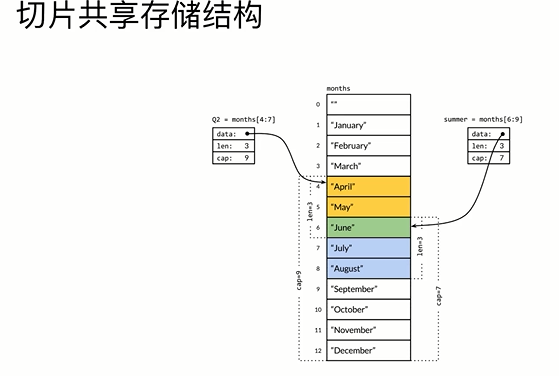 切片共享存储结构
months
Q2 = months[4:7]
data:
len: 3
cap: 9
summer = months[6:9]
data:
len: 3
cap: 7
0 ""
1 "January"
2 "February"
3 "March"
4 "April"
5 "May"
6 "June"
7 "July"
8 "August"
9 "September"
10 "October"
11 "November"
12 "December"
len=3
cap=9
len=3
cap=7